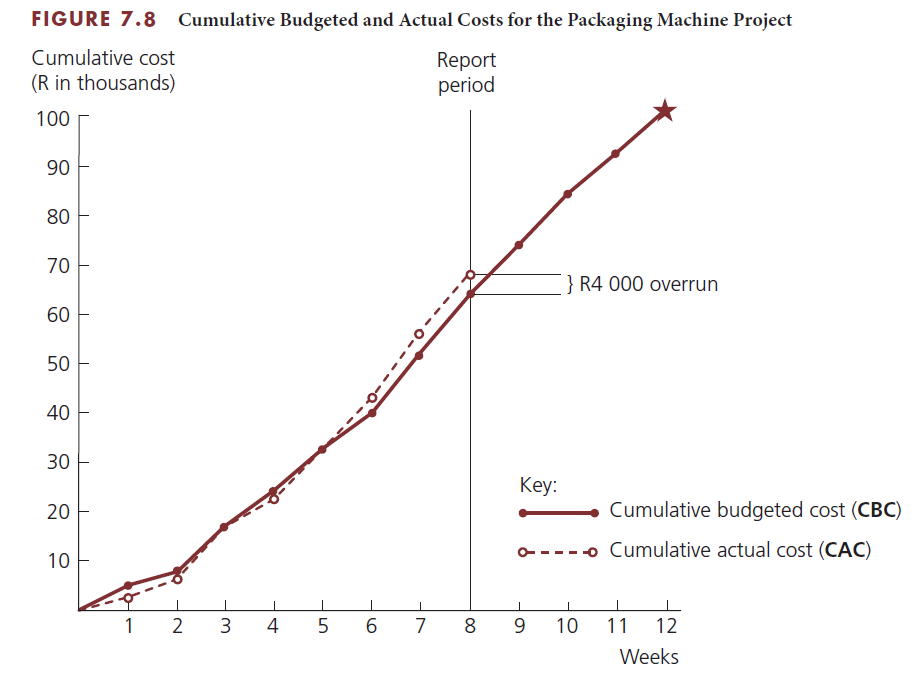 FIGURE 7.8 Cumulative Budgeted and Actual Costs for the Packaging Machine Project
Cumulative cost
(R in thousands)
Report
period
100
90
80
70
} R4 000 overrun
60
50
40
30
Key:
20
Cumulative budgeted cost (CBC)
Cumulative actual cost (CAC)
10
1 2 3 4 5 6 7 8 9 10 11 12
Weeks